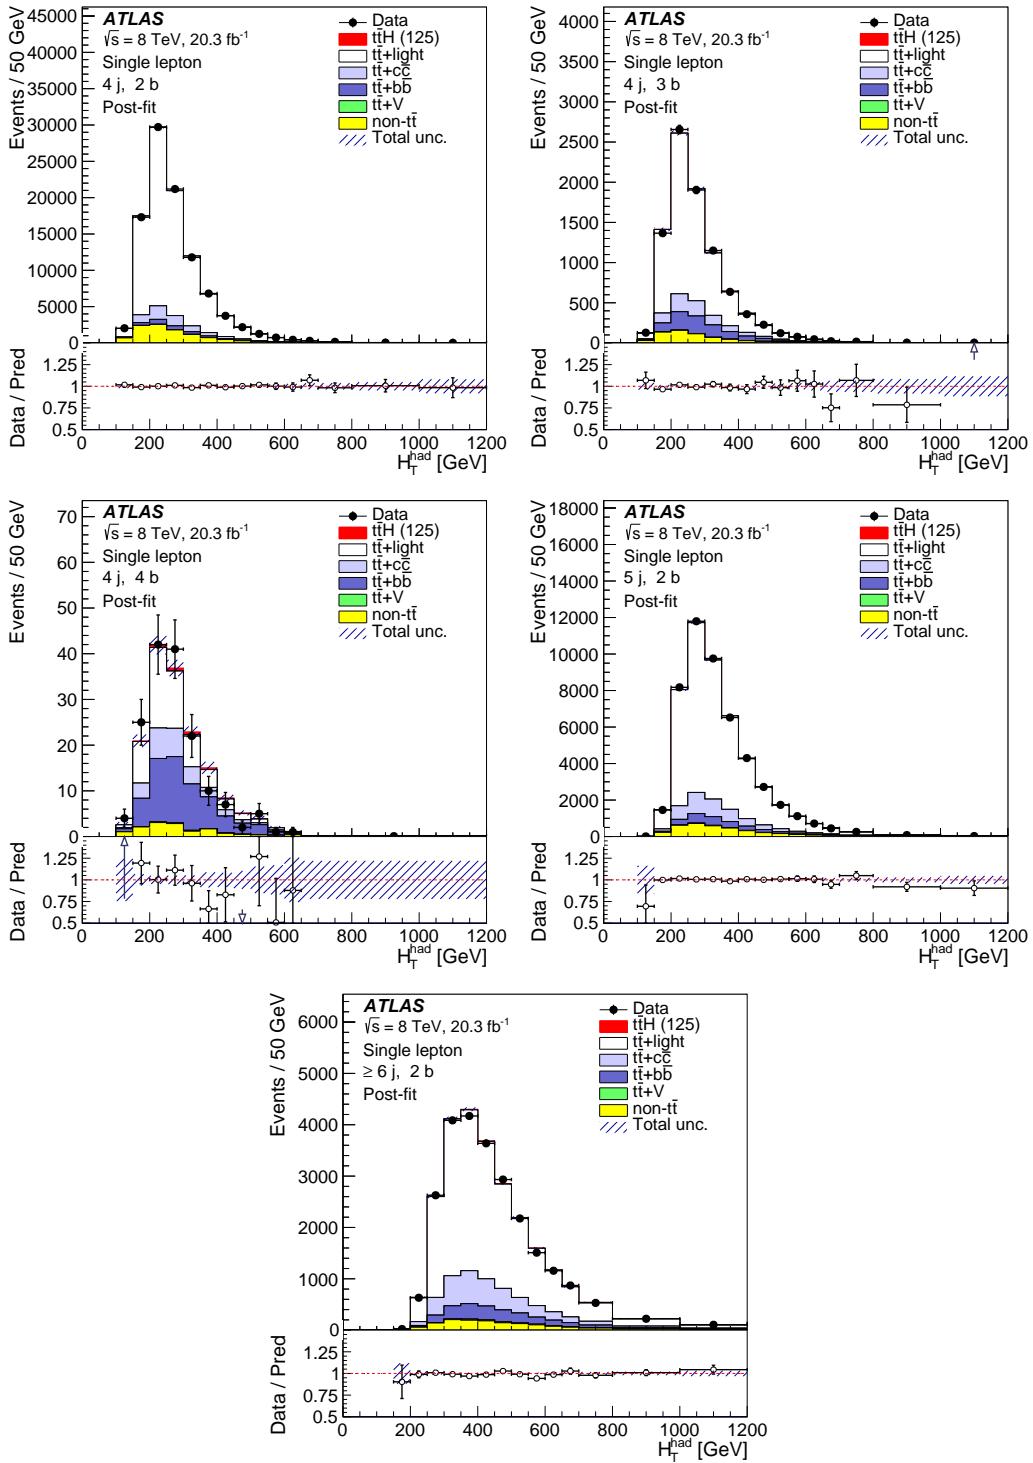 ATLAS
√s = 8 TeV, 20.3 fb⁻¹
Single lepton
4 j, 2 b
Post-fit
Data
tt̄H (125)
tt̄+light
tt̄+cc̄
tt̄+bb̄
tt̄+V
non-tt̄
Total unc.
Events / 50 GeV
45000
40000
35000
30000
25000
20000
15000
10000
5000
0
Data / Pred
1.25
1
0.75
0.5
0 200 400 600 800 1000 1200
H_T^had [GeV]
ATLAS
√s = 8 TeV, 20.3 fb⁻¹
Single lepton
4 j, 3 b
Post-fit
Data
tt̄H (125)
tt̄+light
tt̄+cc̄
tt̄+bb̄
tt̄+V
non-tt̄
Total unc.
Events / 50 GeV
4000
3500
3000
2500
2000
1500
1000
500
0
Data / Pred
1.25
1
0.75
0.5
0 200 400 600 800 1000 1200
H_T^had [GeV]
ATLAS
√s = 8 TeV, 20.3 fb⁻¹
Single lepton
4 j, 4 b
Post-fit
Data
tt̄H (125)
tt̄+light
tt̄+cc̄
tt̄+bb̄
tt̄+V
non-tt̄
Total unc.
Events / 50 GeV
70
60
50
40
30
20
10
0
Data / Pred
1.25
1
0.75
0.5
0 200 400 600 800 1000 1200
H_T^had [GeV]
ATLAS
√s = 8 TeV, 20.3 fb⁻¹
Single lepton
5 j, 2 b
Post-fit
Data
tt̄H (125)
tt̄+light
tt̄+cc̄
tt̄+bb̄
tt̄+V
non-tt̄
Total unc.
Events / 50 GeV
18000
16000
14000
12000
10000
8000
6000
4000
2000
0
Data / Pred
1.25
1
0.75
0.5
0 200 400 600 800 1000 1200
H_T^had [GeV]
ATLAS
√s = 8 TeV, 20.3 fb⁻¹
Single lepton
≥ 6 j, 2 b
Post-fit
Data
tt̄H (125)
tt̄+light
tt̄+cc̄
tt̄+bb̄
tt̄+V
non-tt̄
Total unc.
Events / 50 GeV
6000
5000
4000
3000
2000
1000
0
Data / Pred
1.25
1
0.75
0.5
0 200 400 600 800 1000 1200
H_T^had [GeV]